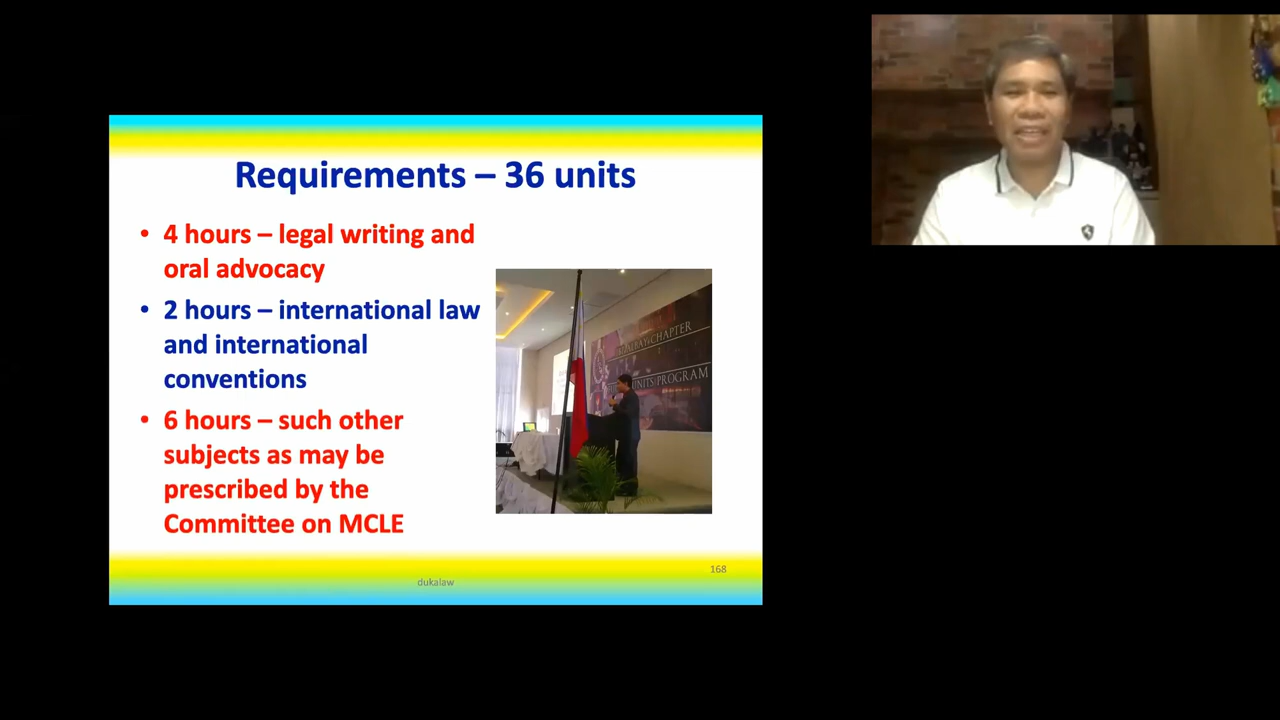 Requirements – 36 units
• 4 hours – legal writing and
oral advocacy
• 2 hours – international law
and international
conventions
• 6 hours – such other
subjects as may be
prescribed by the
Committee on MCLE
ALBAY CHAPTER
UNITS PROGRAM
168
dukalaw